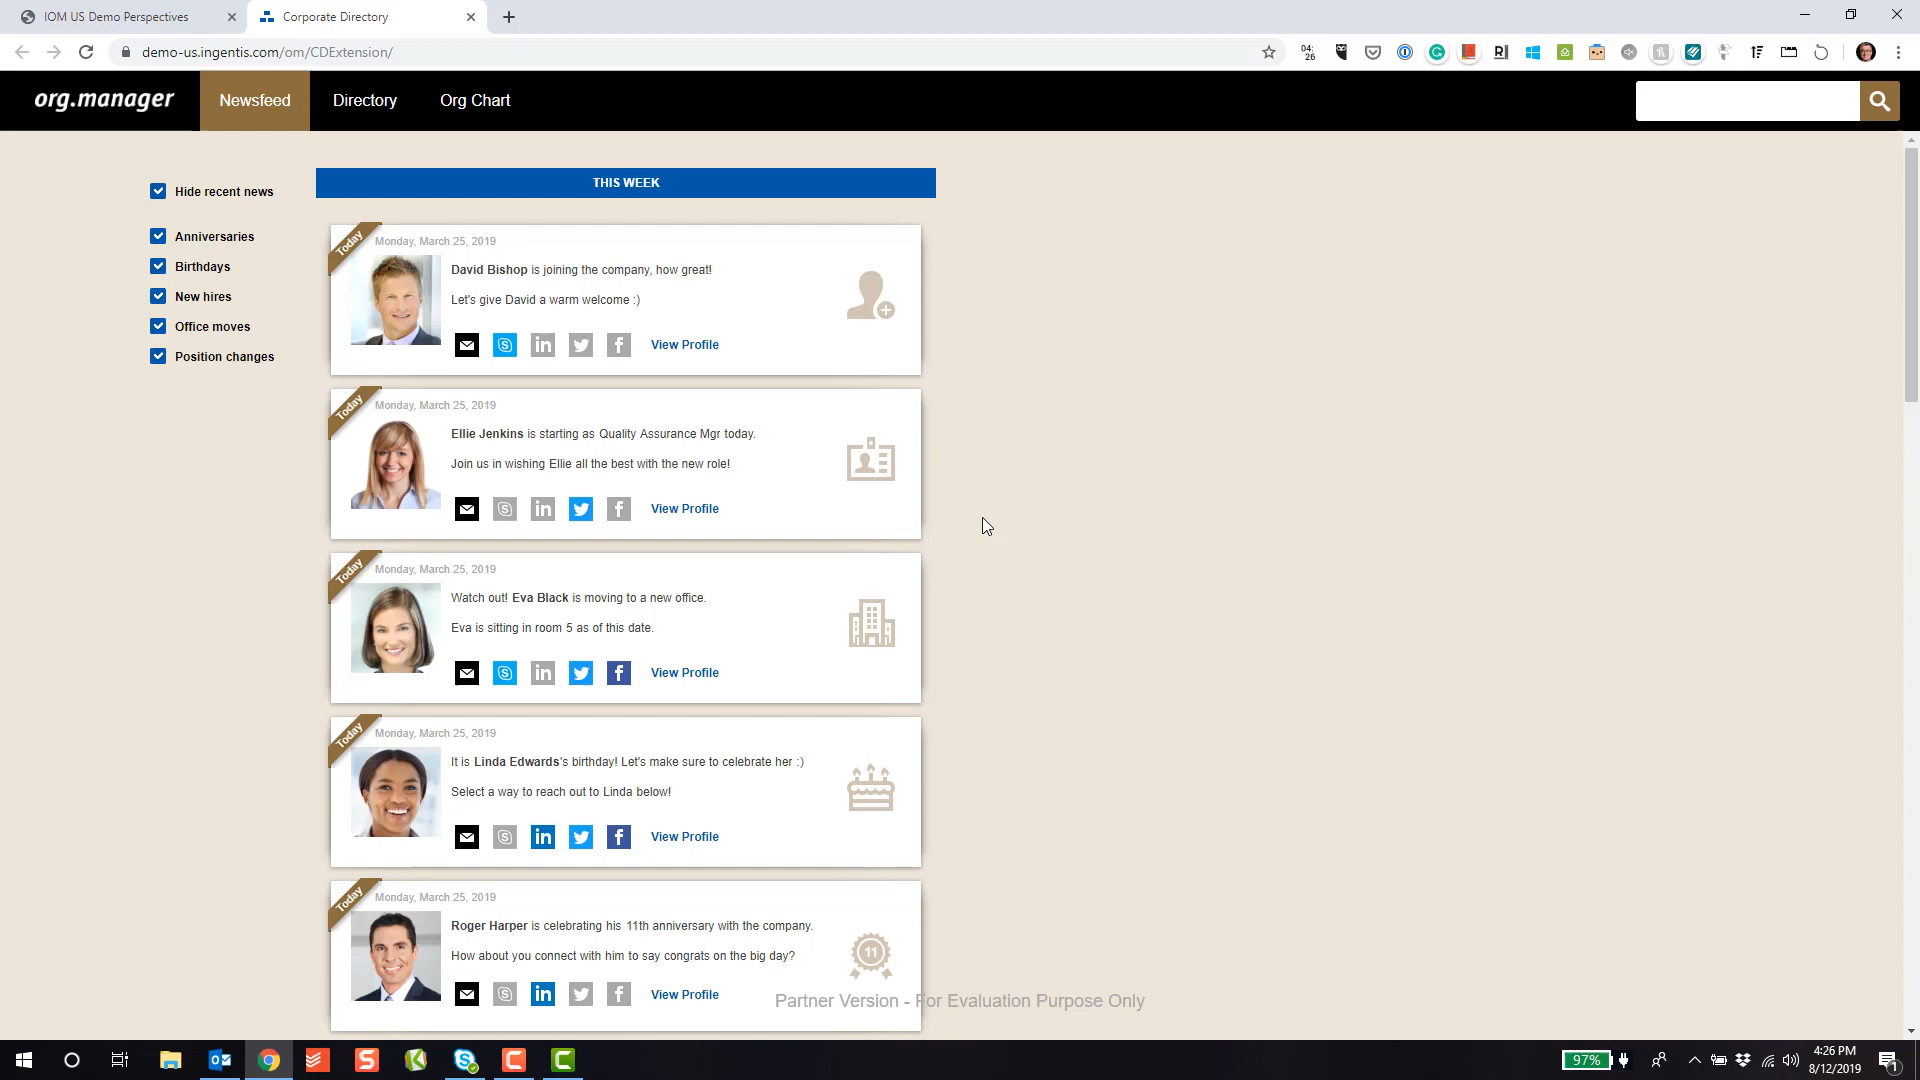 IOM US Demo Perspectives
Corporate Directory
demo-us.ingentis.com/om/CDExtension/
04:
26
org.manager
Newsfeed
Directory
Org Chart
Hide recent news
Anniversaries
Birthdays
New hires
Office moves
Position changes
THIS WEEK
Today
Monday, March 25, 2019
David Bishop is joining the company, how great!
Let's give David a warm welcome :)
View Profile
Today
Monday, March 25, 2019
Ellie Jenkins is starting as Quality Assurance Mgr today.
Join us in wishing Ellie all the best with the new role!
View Profile
Today
Monday, March 25, 2019
Watch out! Eva Black is moving to a new office.
Eva is sitting in room 5 as of this date.
View Profile
Today
Monday, March 25, 2019
It is Linda Edwards's birthday! Let's make sure to celebrate her :)
Select a way to reach out to Linda below!
View Profile
Today
Monday, March 25, 2019
Roger Harper is celebrating his 11th anniversary with the company.
How about you connect with him to say congrats on the big day?
11
View Profile
Partner Version - For Evaluation Purpose Only
97%
4:26 PM
8/12/2019
1